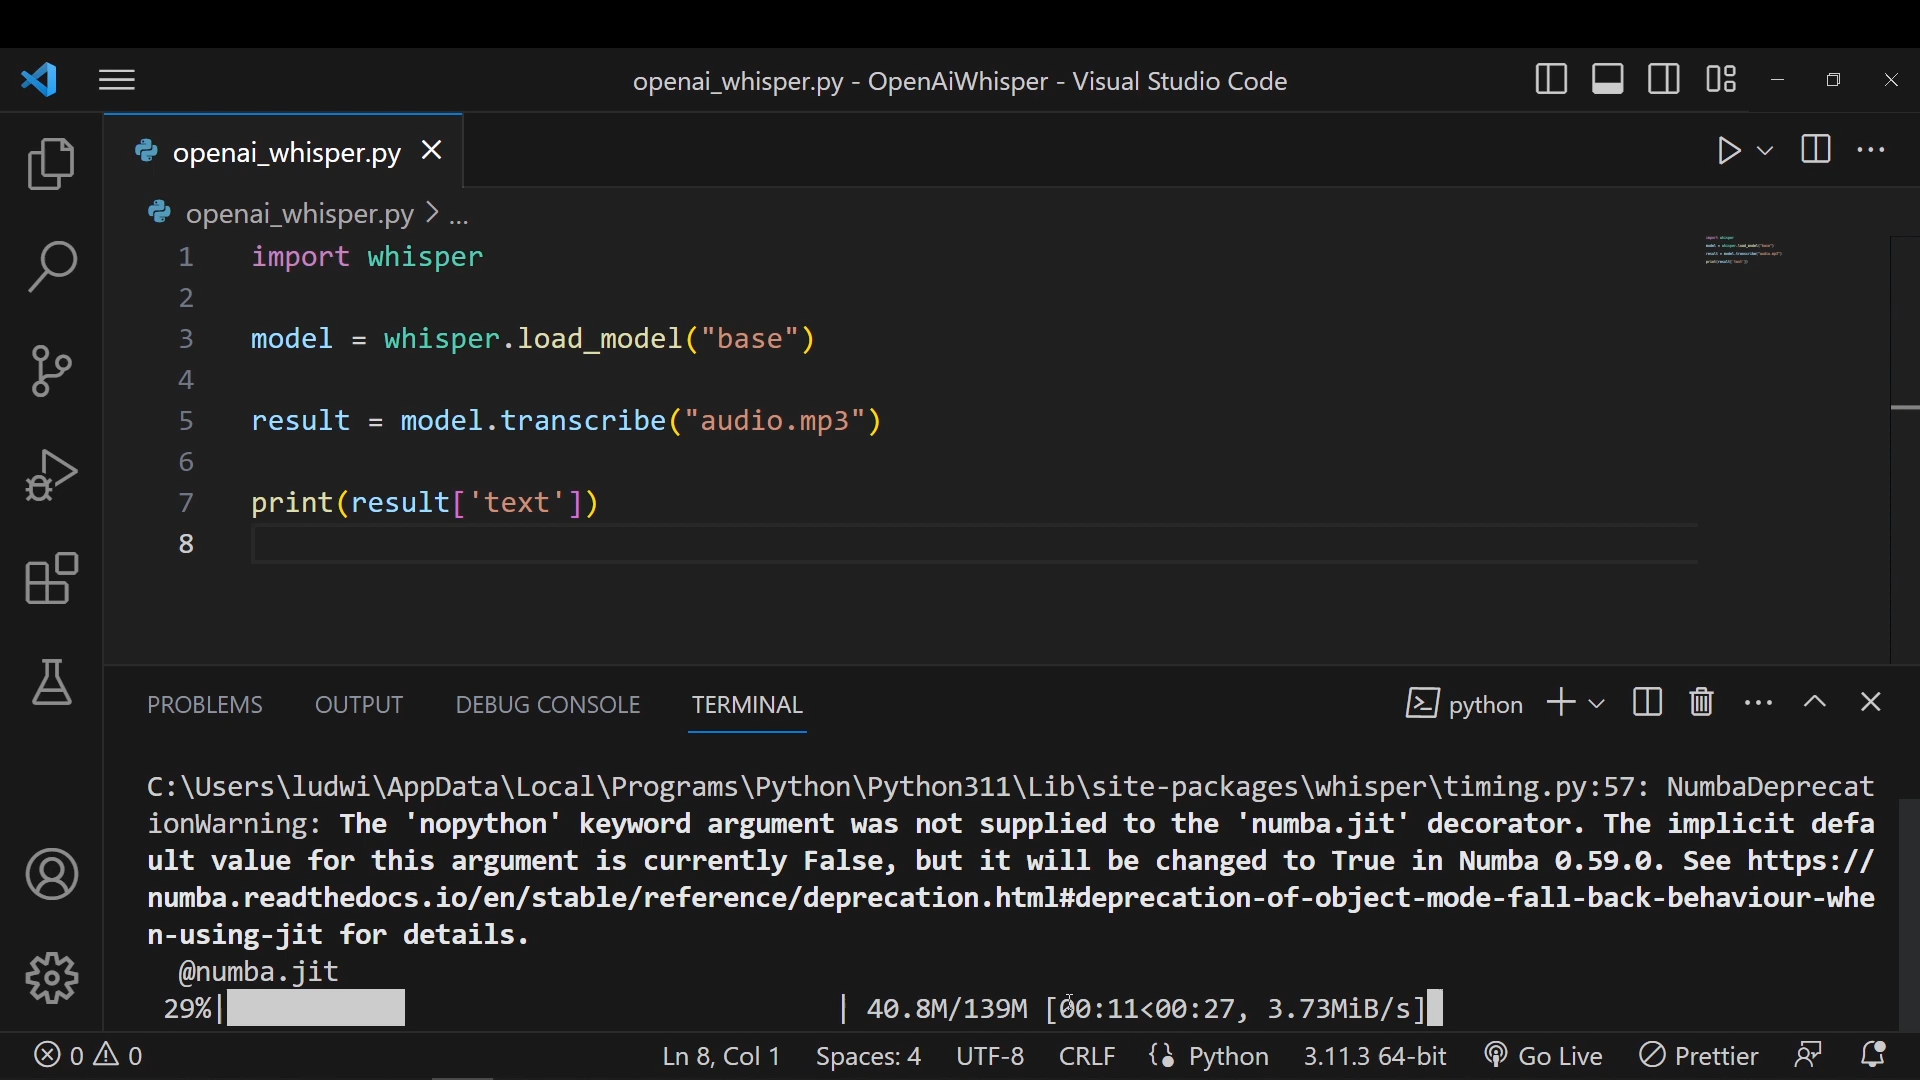 openai_whisper.py - OpenAiWhisper - Visual Studio Code
openai_whisper.py
openai_whisper.py > ...
1 import whisper
2
3 model = whisper.load_model("base")
4
5 result = model.transcribe("audio.mp3")
6
7 print(result['text'])
8
PROBLEMS OUTPUT DEBUG CONSOLE TERMINAL python
C:\Users\ludwi\AppData\Local\Programs\Python\Python311\Lib\site-packages\whisper\timing.py:57: NumbaDeprecat
ionWarning: The 'nopython' keyword argument was not supplied to the 'numba.jit' decorator. The implicit defa
ult value for this argument is currently False, but it will be changed to True in Numba 0.59.0. See https://
numba.readthedocs.io/en/stable/reference/deprecation.html#deprecation-of-object-mode-fall-back-behaviour-whe
n-using-jit for details.
@numba.jit
29%| | 40.8M/139M [00:11<00:27, 3.73MiB/s]
0 0 Ln 8, Col 1 Spaces: 4 UTF-8 CRLF Python 3.11.3 64-bit Go Live Prettier